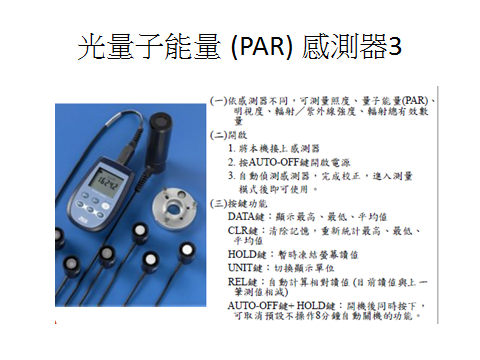 光量子能量 (PAR) 感測器3
(一)依感測器不同，可測量照度、量子能量(PAR)、
明視度、輻射／紫外線強度、輻射總有效數
量
(二)開啟
1. 將本機接上感測器
2. 按AUTO-OFF鍵開啟電源
3. 自動偵測感測器，完成校正，進入測量
模式後即可使用。
(三)按鍵功能
DATA鍵：顯示最高、最低、平均值
CLR鍵：清除記憶，重新統計最高、最低、
平均值
HOLD鍵：暫時凍結螢幕讀值
UNIT鍵：切換顯示單位
REL鍵：自動計算相對讀值 (目前讀值與上一
筆測值相減)
AUTO-OFF鍵+ HOLD鍵：開機後同時按下，
可取消預設不操作8分鐘自動關機的功能。